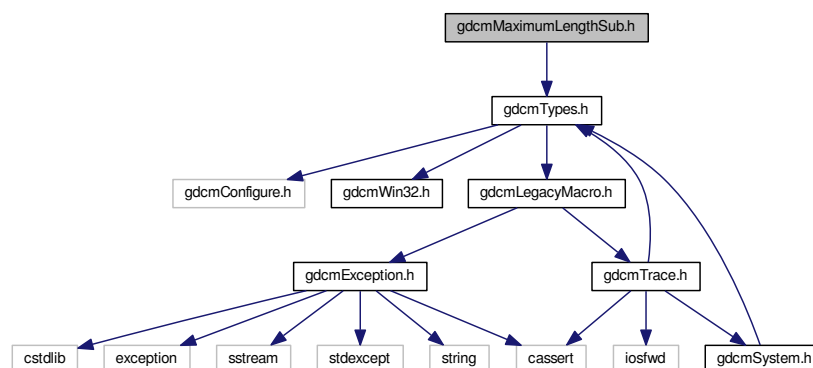 gdcmMaximumLengthSub.h
gdcmTypes.h
gdcmConfigure.h gdcmWin32.h gdcmLegacyMacro.h
gdcmException.h gdcmTrace.h
cstdlib exception sstream stdexcept string cassert iosfwd gdcmSystem.h